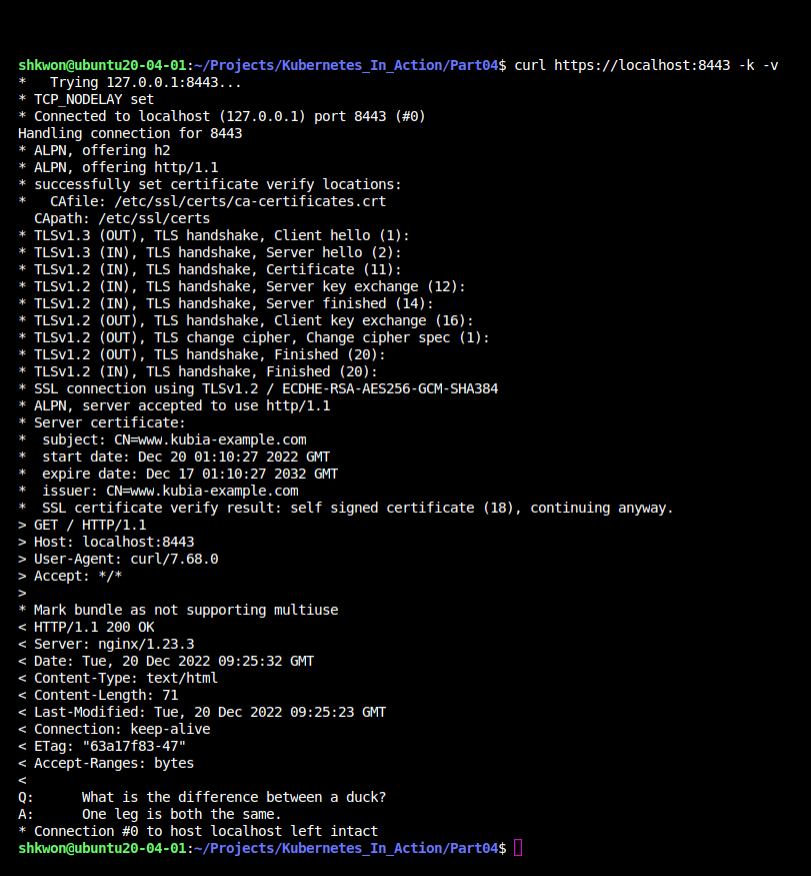 shkwon@ubuntu20-04-01:~/Projects/Kubernetes_In_Action/Part04$ curl https://localhost:8443 -k -v
*   Trying 127.0.0.1:8443...
* TCP_NODELAY set
* Connected to localhost (127.0.0.1) port 8443 (#0)
Handling connection for 8443
* ALPN, offering h2
* ALPN, offering http/1.1
* successfully set certificate verify locations:
*   CAfile: /etc/ssl/certs/ca-certificates.crt
  CApath: /etc/ssl/certs
* TLSv1.3 (OUT), TLS handshake, Client hello (1):
* TLSv1.3 (IN), TLS handshake, Server hello (2):
* TLSv1.2 (IN), TLS handshake, Certificate (11):
* TLSv1.2 (IN), TLS handshake, Server key exchange (12):
* TLSv1.2 (IN), TLS handshake, Server finished (14):
* TLSv1.2 (OUT), TLS handshake, Client key exchange (16):
* TLSv1.2 (OUT), TLS change cipher, Change cipher spec (1):
* TLSv1.2 (OUT), TLS handshake, Finished (20):
* TLSv1.2 (IN), TLS handshake, Finished (20):
* SSL connection using TLSv1.2 / ECDHE-RSA-AES256-GCM-SHA384
* ALPN, server accepted to use http/1.1
* Server certificate:
*  subject: CN=www.kubia-example.com
*  start date: Dec 20 01:10:27 2022 GMT
*  expire date: Dec 17 01:10:27 2032 GMT
*  issuer: CN=www.kubia-example.com
*  SSL certificate verify result: self signed certificate (18), continuing anyway.
> GET / HTTP/1.1
> Host: localhost:8443
> User-Agent: curl/7.68.0
> Accept: */*
>
* Mark bundle as not supporting multiuse
< HTTP/1.1 200 OK
< Server: nginx/1.23.3
< Date: Tue, 20 Dec 2022 09:25:32 GMT
< Content-Type: text/html
< Content-Length: 71
< Last-Modified: Tue, 20 Dec 2022 09:25:23 GMT
< Connection: keep-alive
< ETag: "63a17f83-47"
< Accept-Ranges: bytes
<
Q:      What is the difference between a duck?
A:      One leg is both the same.
* Connection #0 to host localhost left intact
shkwon@ubuntu20-04-01:~/Projects/Kubernetes_In_Action/Part04$